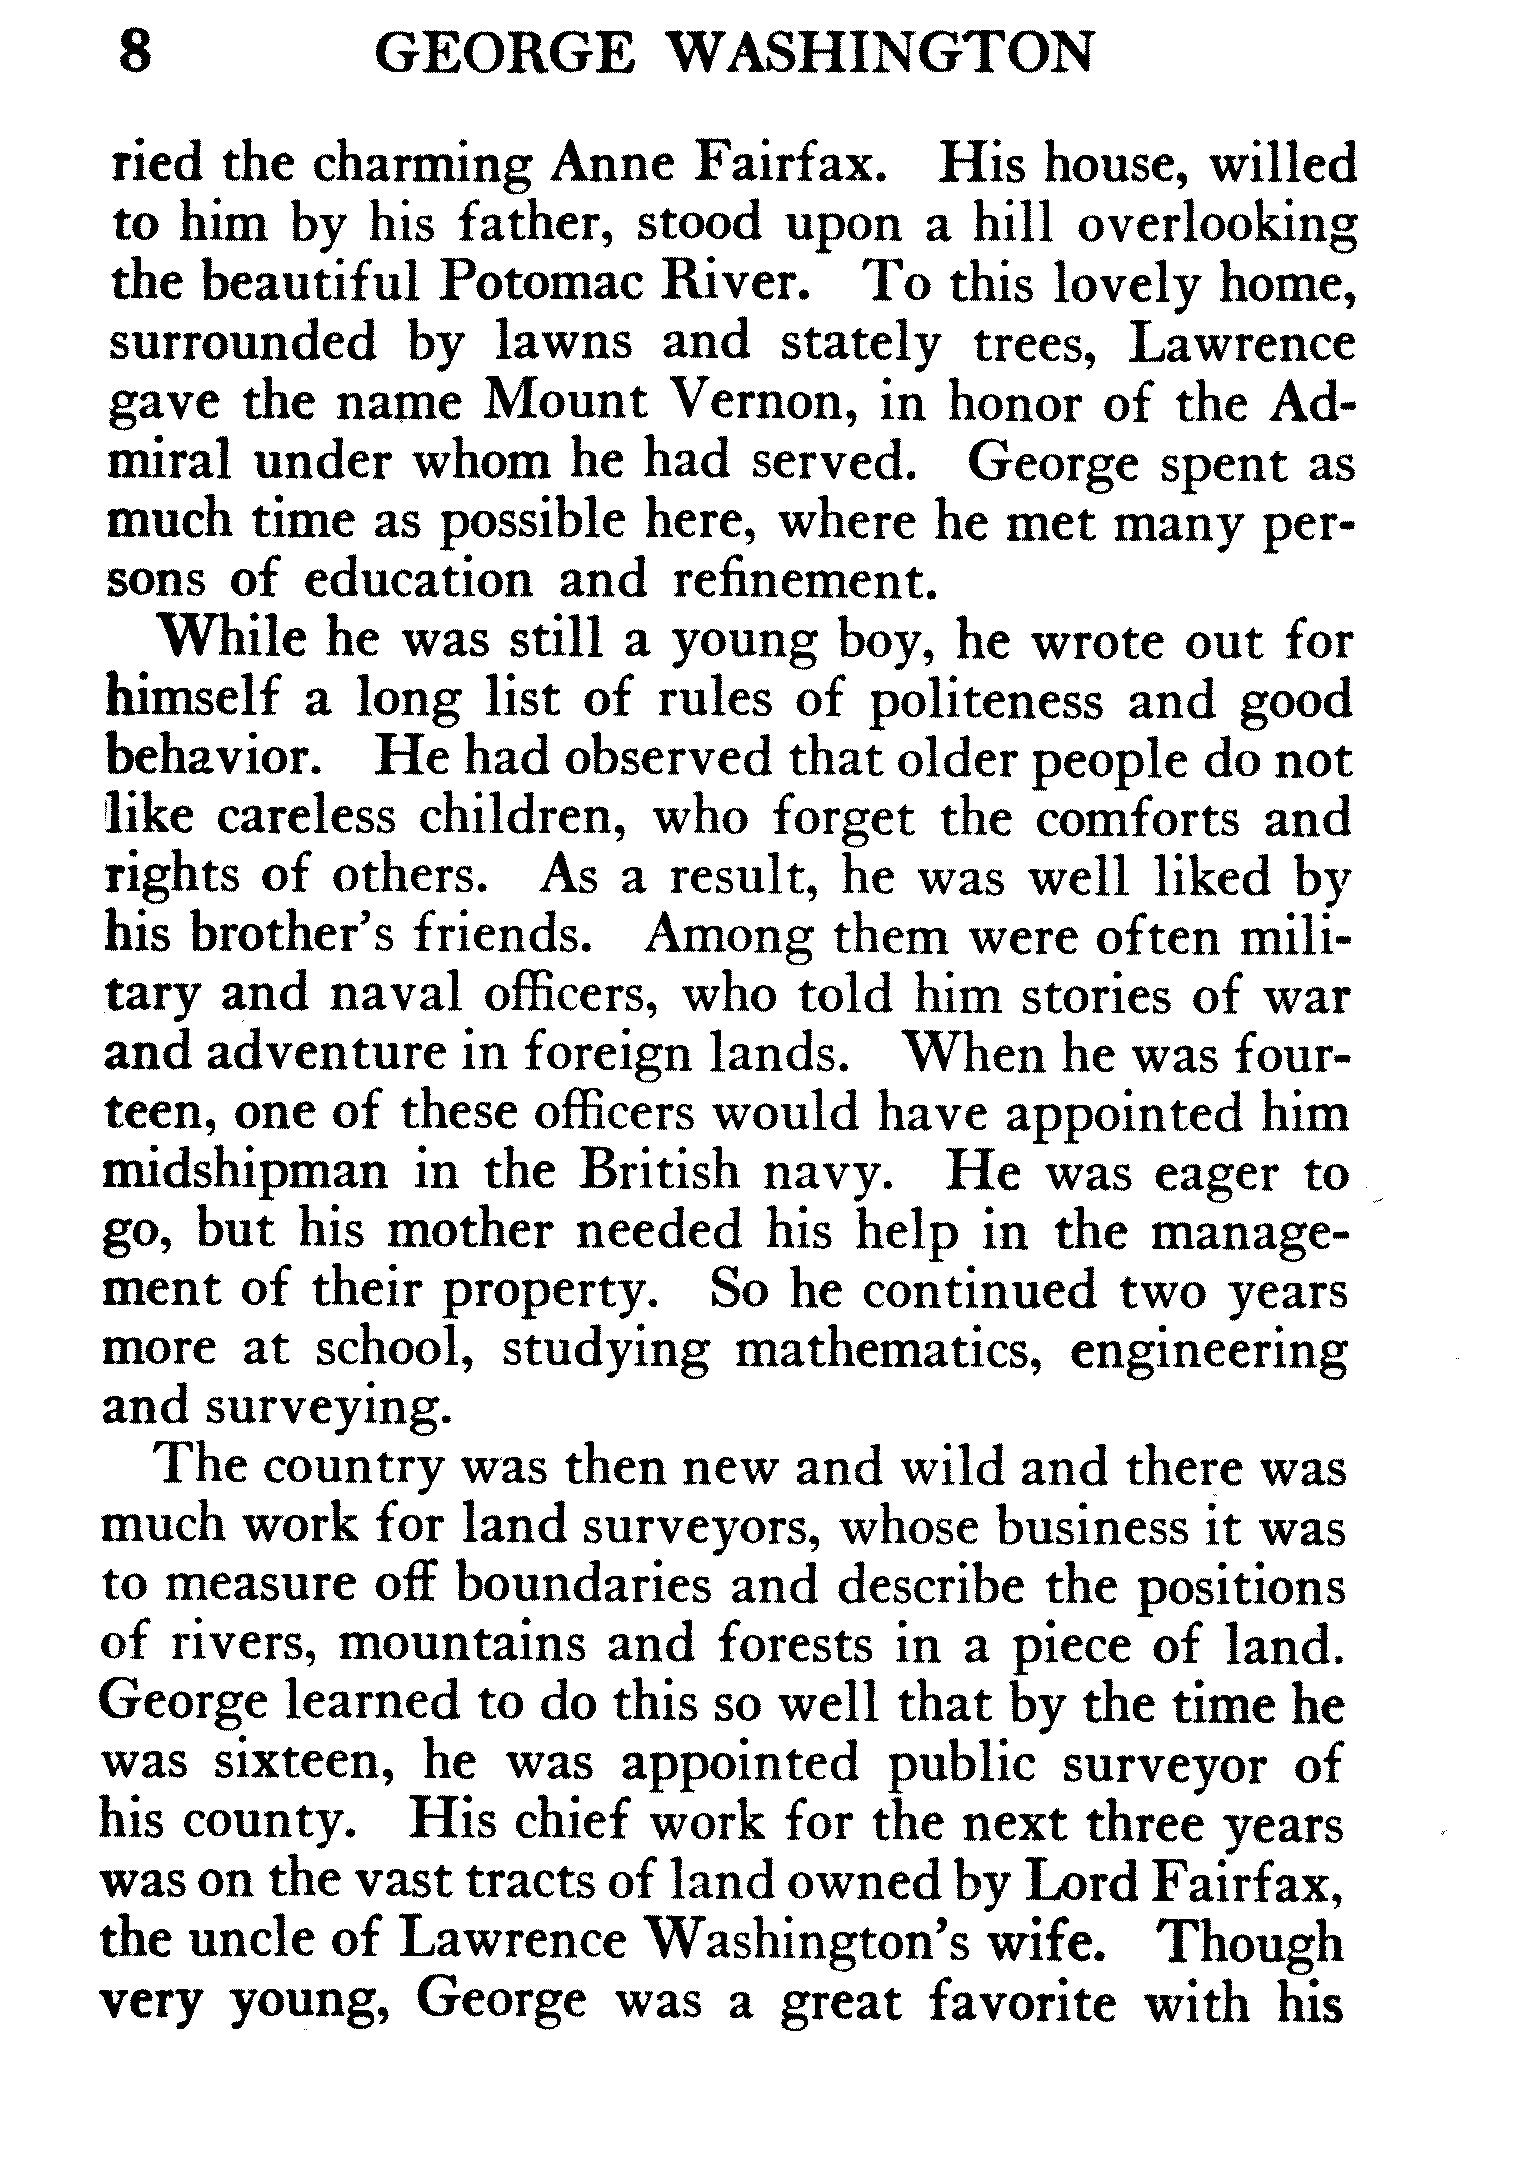 8 GEORGE WASHINGTON
ried the charming Anne Fairfax. His house, willed
to him by his father, stood upon a hill overlooking
the beautiful Potomac River. To this lovely home,
surrounded by lawns and stately trees, Lawrence
gave the name Mount Vernon, in honor of the Ad-
miral under whom he had served. George spent as
much time as possible here, where he met many per-
sons of education and refinement.
While he was still a young boy, he wrote out for
himself a long list of rules of politeness and good
behavior. He had observed that older people do not
like careless children, who forget the comforts and
rights of others. As a result, he was well liked by
his brother's friends. Among them were often mili-
tary and naval officers, who told him stories of war
and adventure in foreign lands. When he was four-
teen, one of these officers would have appointed him
midshipman in the British navy. He was eager to
go, but his mother needed his help in the manage-
ment of their property. So he continued two years
more at school, studying mathematics, engineering
and surveying.
The country was then new and wild and there was
much work for land surveyors, whose business it was
to measure off boundaries and describe the positions
of rivers, mountains and forests in a piece of land.
George learned to do this so well that by the time he
was sixteen, he was appointed public surveyor of
his county. His chief work for the next three years
was on the vast tracts of land owned by Lord Fairfax,
the uncle of Lawrence Washington's wife. Though
very young, George was a great favorite with his